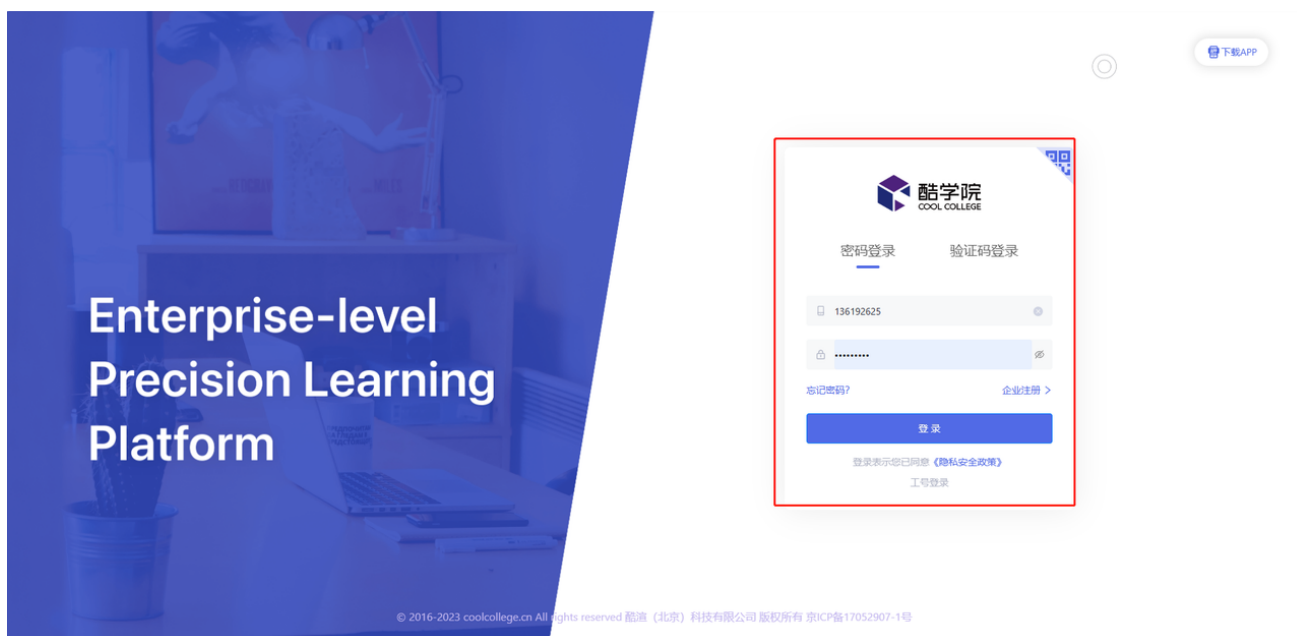 下载APP
酷学院
COOL COLLEGE
密码登录 验证码登录
136192625
忘记密码? 企业注册 >
登 录
登录表示您已同意《隐私安全政策》
工号登录
Enterprise-level
Precision Learning
Platform
© 2016-2023 coolcollege.cn All rights reserved 酷渲（北京）科技有限公司 版权所有 京ICP备17052907-1号